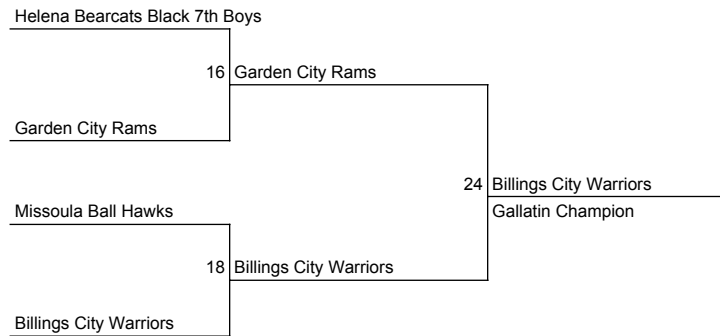 Helena Bearcats Black 7th Boys
16 Garden City Rams
Garden City Rams
24 Billings City Warriors
Missoula Ball Hawks
Gallatin Champion
18 Billings City Warriors
Billings City Warriors